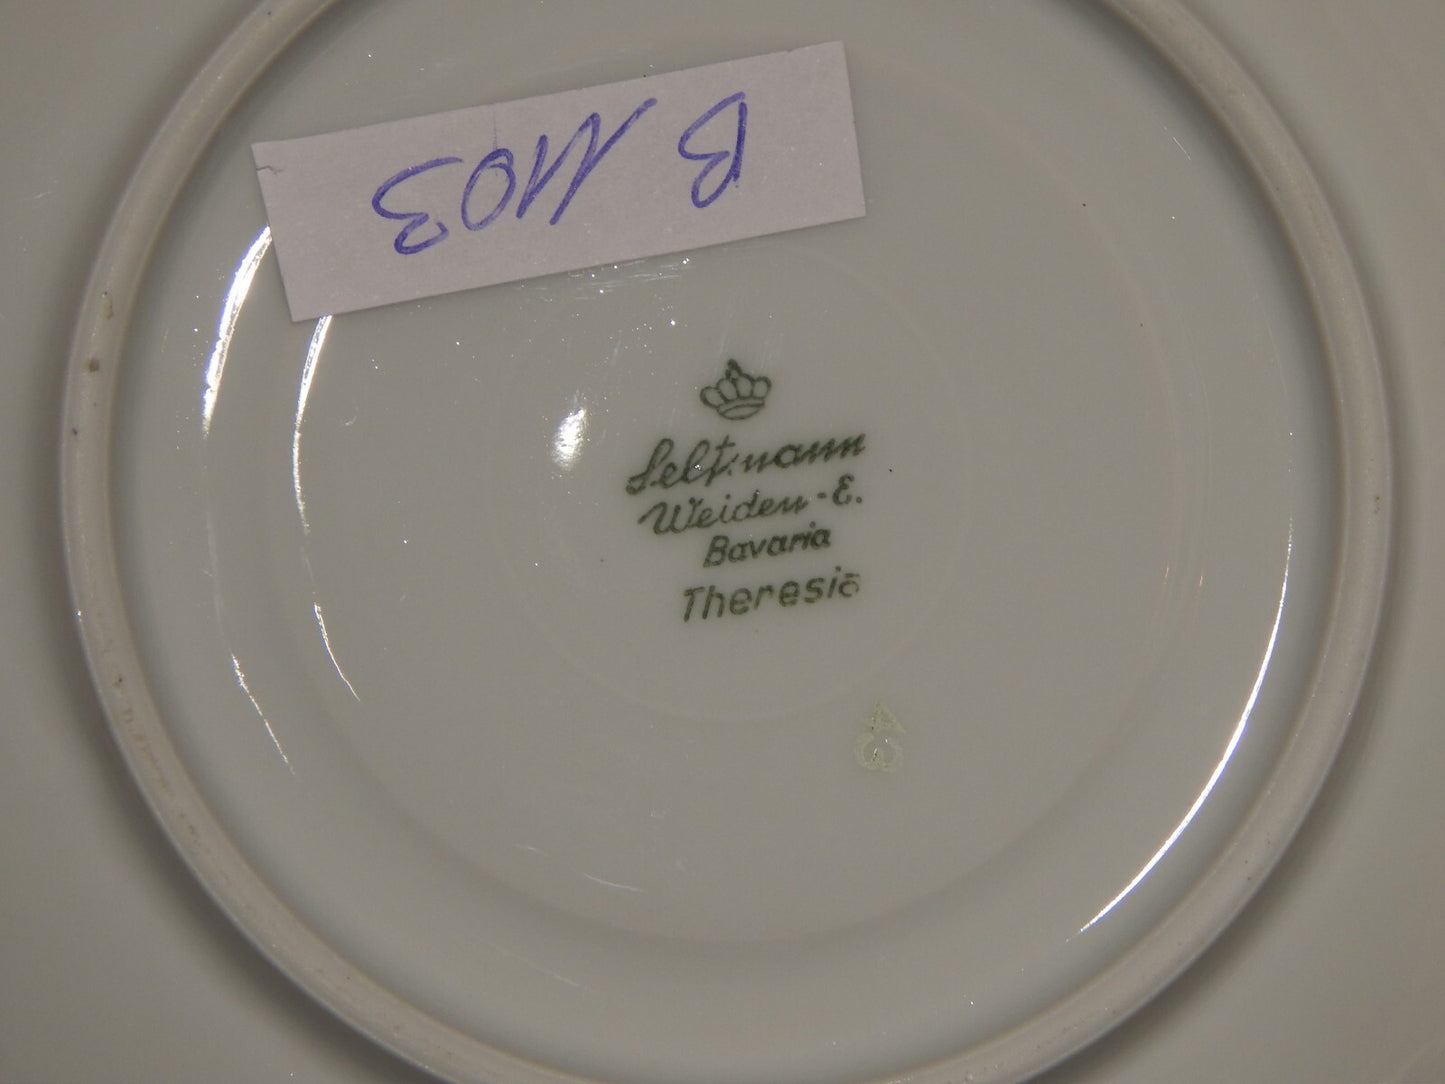 B 1103
Seltmann
Weiden-E.
Bavaria
Theresia